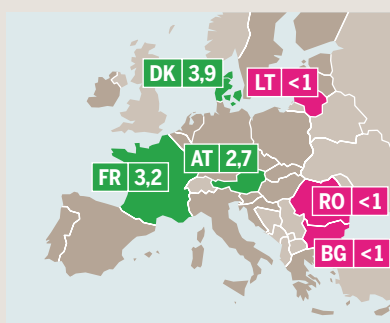 DK 3,9
LT <1
AT 2,7
FR 3,2
RO <1
BG <1